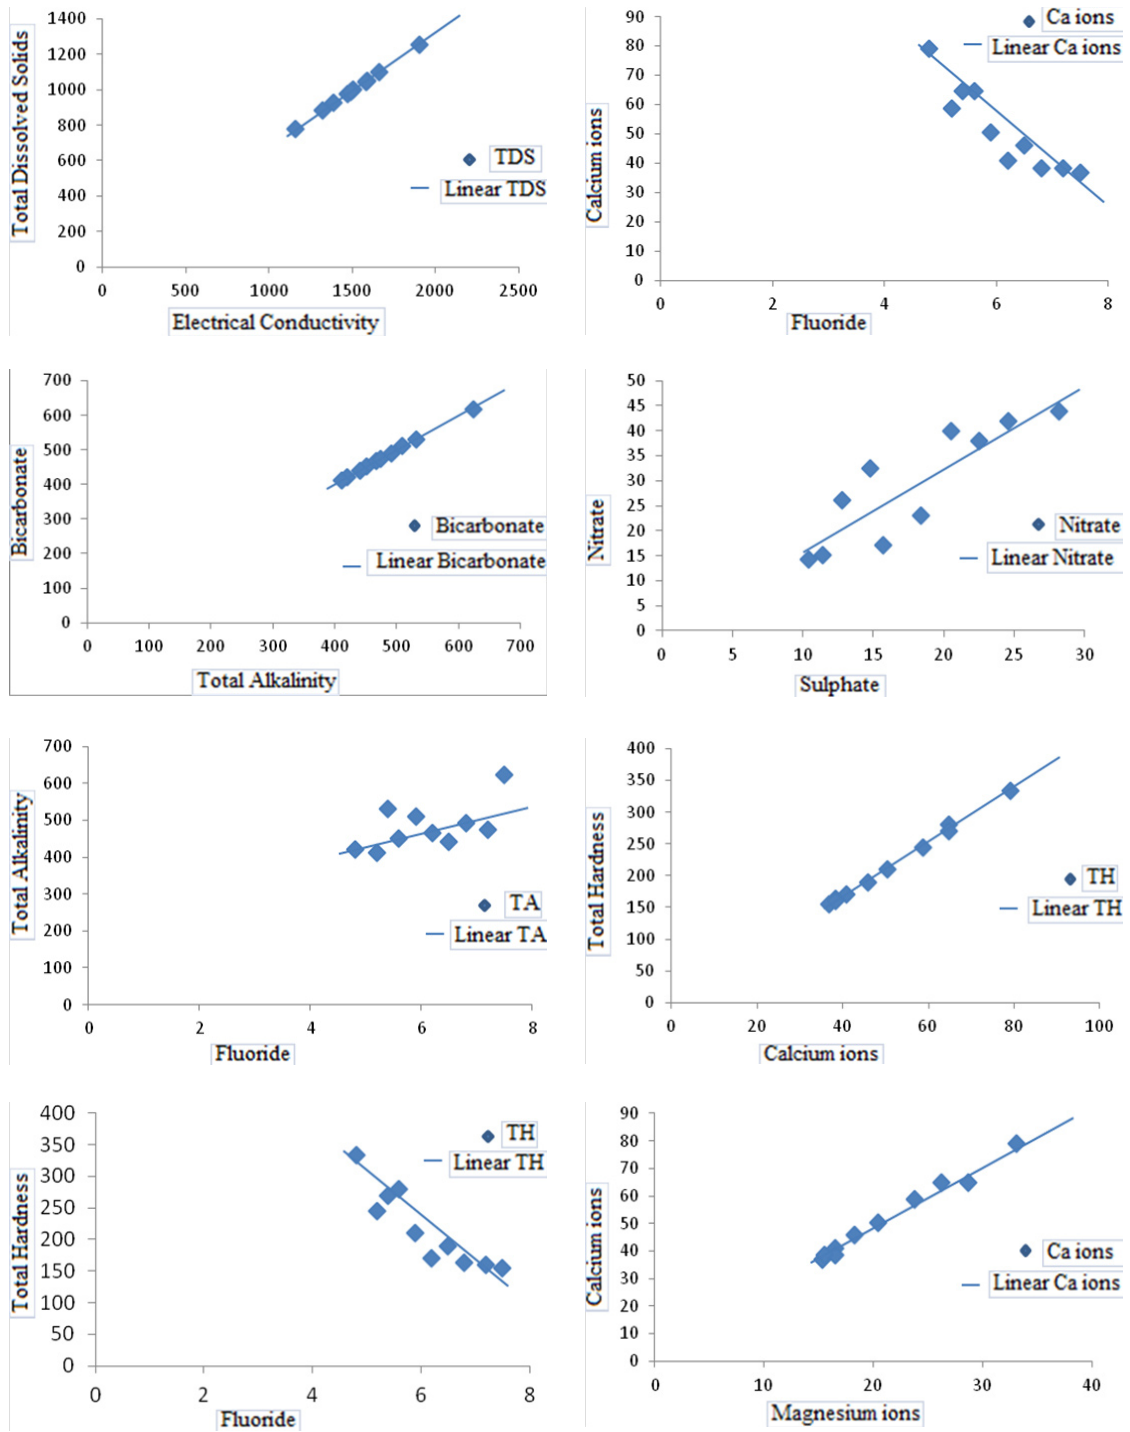 1400
1200
1000
800
600
400
200
0
Total Dissolved Solids
TDS
Linear TDS
0 500 1000 1500 2000 2500
Electrical Conductivity
90
80
70
60
50
40
30
20
10
0
Calcium ions
Ca ions
Linear Ca ions
0 2 4 6 8
Fluoride
700
600
500
400
300
200
100
0
Bicarbonate
Bicarbonate
Linear Bicarbonate
0 100 200 300 400 500 600 700
Total Alkalinity
50
45
40
35
30
25
20
15
10
5
0
Nitrate
Nitrate
Linear Nitrate
0 5 10 15 20 25 30
Sulphate
700
600
500
400
300
200
100
0
Total Alkalinity
TA
Linear TA
0 2 4 6 8
Fluoride
400
350
300
250
200
150
100
50
0
Total Hardness
TH
Linear TH
0 20 40 60 80 100
Calcium ions
400
350
300
250
200
150
100
50
0
Total Hardness
TH
Linear TH
0 2 4 6 8
Fluoride
90
80
70
60
50
40
30
20
10
0
Calcium ions
Ca ions
Linear Ca ions
0 10 20 30 40
Magnesium ions